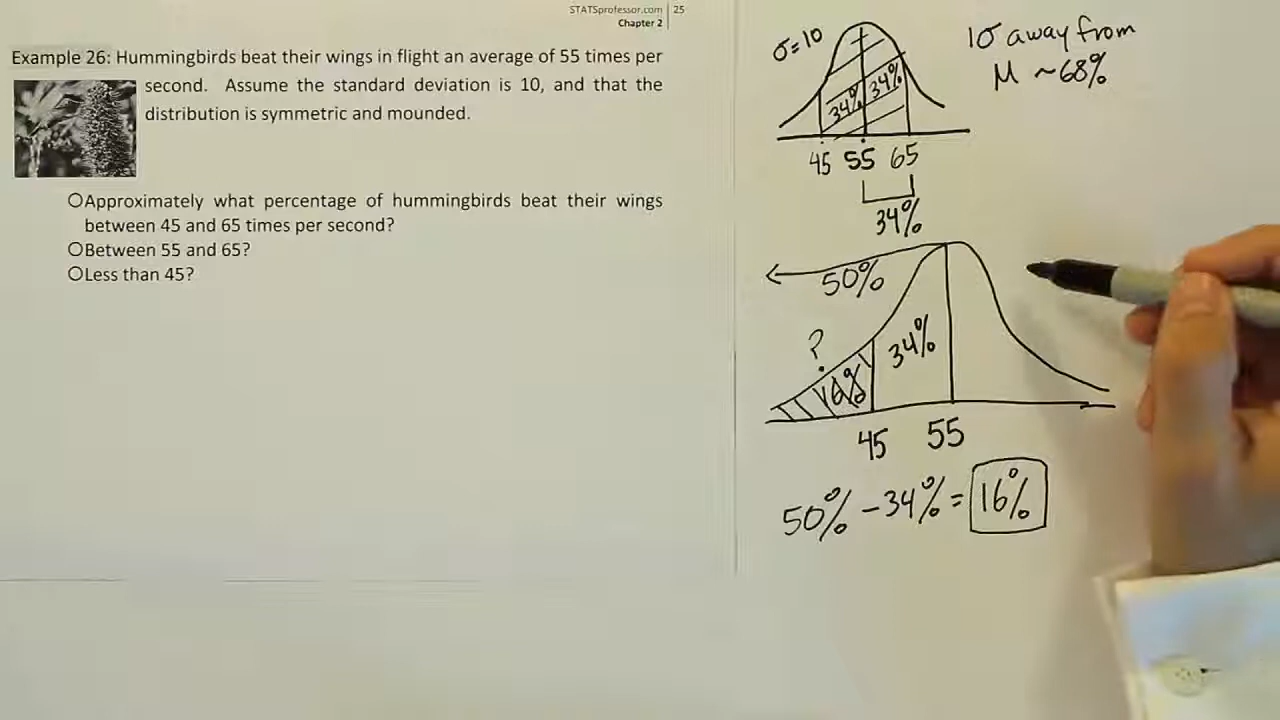 STATSprofessor.com | 25
Chapter 2
Example 26: Hummingbirds beat their wings in flight an average of 55 times per
second. Assume the standard deviation is 10, and that the
distribution is symmetric and mounded.
Approximately what percentage of hummingbirds beat their wings
between 45 and 65 times per second?
Between 55 and 65?
Less than 45?
σ=10
34% 34%
45 55 65
34%
1σ away from
M ~68%
50%
?
16% 34%
45 55
50% - 34% = 16%